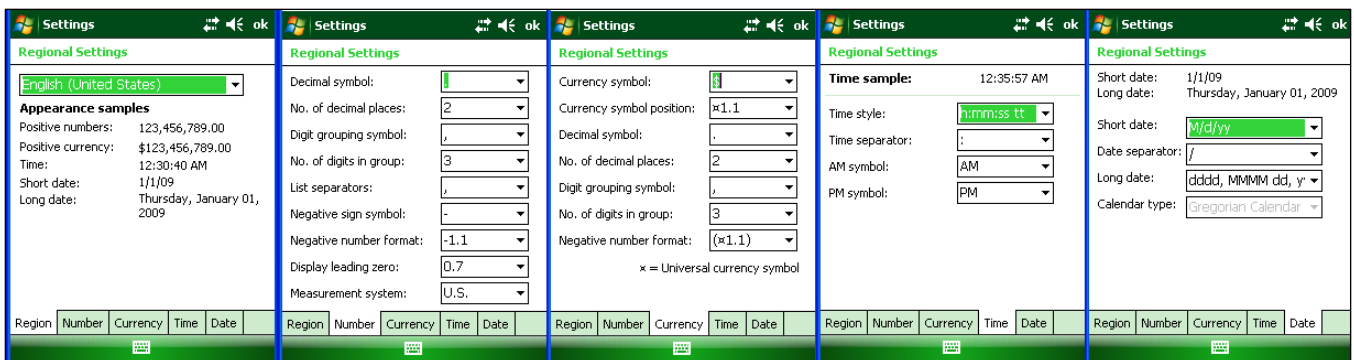 Settings ok
Regional Settings
English (United States)
Appearance samples
Positive numbers: 123,456,789.00
Positive currency: $123,456,789.00
Time: 12:30:40 AM
Short date: 1/1/09
Long date: Thursday, January 01,
2009
Region Number Currency Time Date
Settings ok
Regional Settings
Decimal symbol: .
No. of decimal places: 2
Digit grouping symbol: ,
No. of digits in group: 3
List separators: ,
Negative sign symbol: -
Negative number format: -1.1
Display leading zero: 0.7
Measurement system: U.S.
Region Number Currency Time Date
Settings ok
Regional Settings
Currency symbol: $
Currency symbol position: ¤1.1
Decimal symbol: .
No. of decimal places: 2
Digit grouping symbol: ,
No. of digits in group: 3
Negative number format: (¤1.1)
¤ = Universal currency symbol
Region Number Currency Time Date
Settings ok
Regional Settings
Time sample: 12:35:57 AM
Time style: h:mm:ss tt
Time separator: :
AM symbol: AM
PM symbol: PM
Region Number Currency Time Date
Settings ok
Regional Settings
Short date: 1/1/09
Long date: Thursday, January 01, 2009
Short date: M/d/yy
Date separator: /
Long date: dddd, MMMM dd, y
Calendar type: Gregorian Calendar
Region Number Currency Time Date